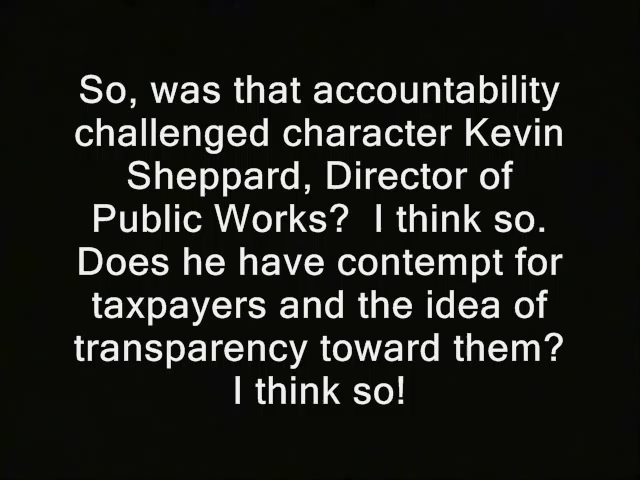 So, was that accountability
challenged character Kevin
Sheppard, Director of
Public Works?  I think so.
Does he have contempt for
taxpayers and the idea of
transparency toward them?
I think so!